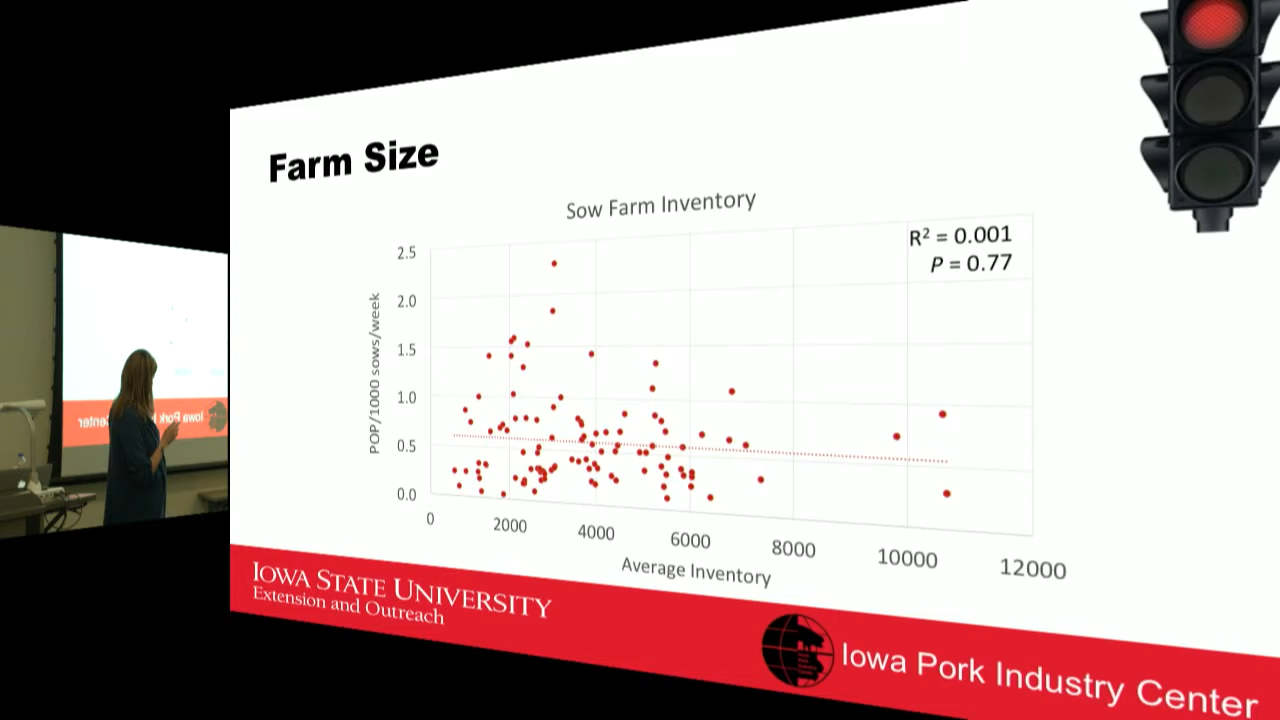 Farm Size
Sow Farm Inventory
R² = 0.001
P = 0.77
POP/1000 sows/week
2.5
2.0
1.5
1.0
0.5
0.0
0
2000
4000
6000
8000
10000
12000
Average Inventory
IOWA STATE UNIVERSITY
Extension and Outreach
Iowa Pork Industry Center